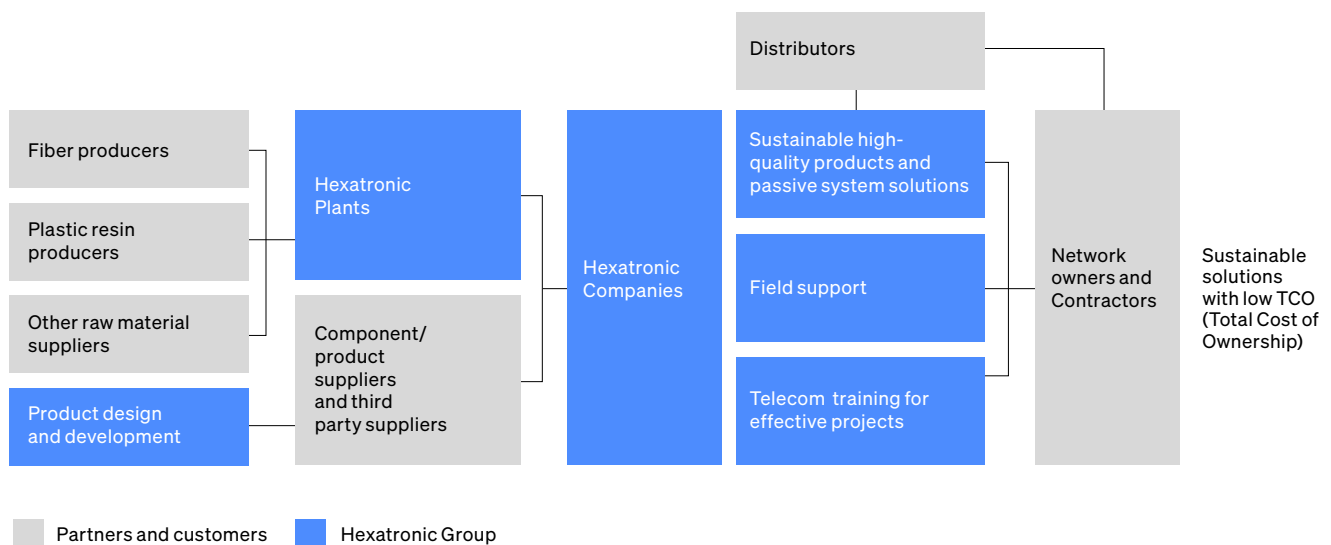 Distributors
Fiber producers
Plastic resin
producers
Other raw material
suppliers
Product design
and development
Hexatronic
Plants
Component/
product
suppliers
and third
party suppliers
Hexatronic
Companies
Sustainable high-
quality products and
passive system solutions
Field support
Telecom training for
effective projects
Network
owners and
Contractors
Sustainable
solutions
with low TCO
(Total Cost of
Ownership)
Partners and customers
Hexatronic Group